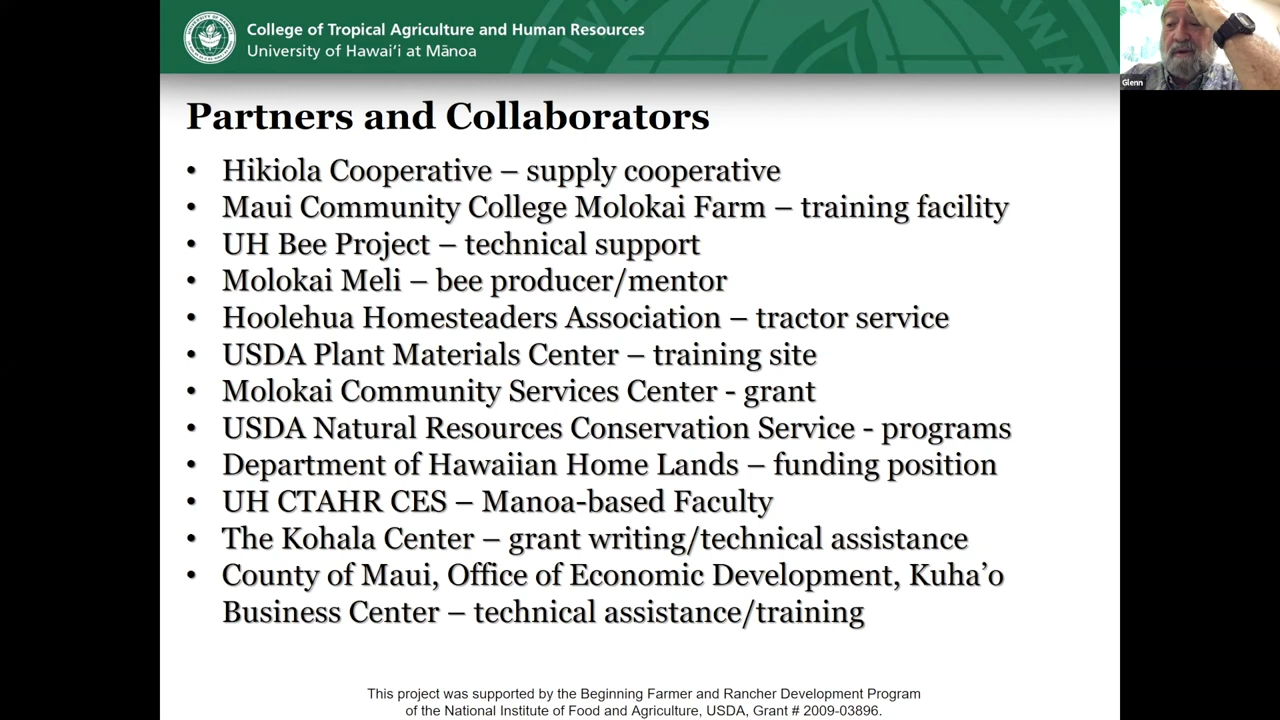 College of Tropical Agriculture and Human Resources
University of Hawai'i at Mānoa
Glenn
Partners and Collaborators
• Hikiola Cooperative – supply cooperative
• Maui Community College Molokai Farm – training facility
• UH Bee Project – technical support
• Molokai Meli – bee producer/mentor
• Hoolehua Homesteaders Association – tractor service
• USDA Plant Materials Center – training site
• Molokai Community Services Center - grant
• USDA Natural Resources Conservation Service - programs
• Department of Hawaiian Home Lands – funding position
• UH CTAHR CES – Manoa-based Faculty
• The Kohala Center – grant writing/technical assistance
• County of Maui, Office of Economic Development, Kuha’o
Business Center – technical assistance/training
This project was supported by the Beginning Farmer and Rancher Development Program
of the National Institute of Food and Agriculture, USDA, Grant # 2009-03896.